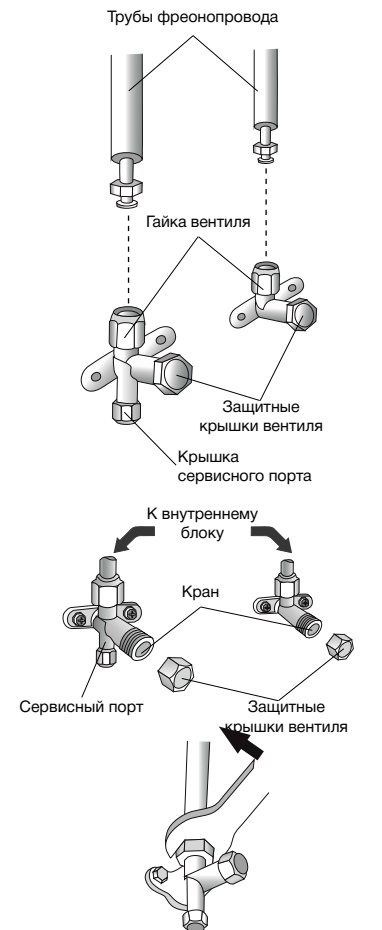 Трубы фреонопровода
Гайка вентиля
Защитные
крышки вентиля
Крышка
сервисного порта
К внутреннему
блоку
Кран
Сервисный порт
Защитные
крышки вентиля